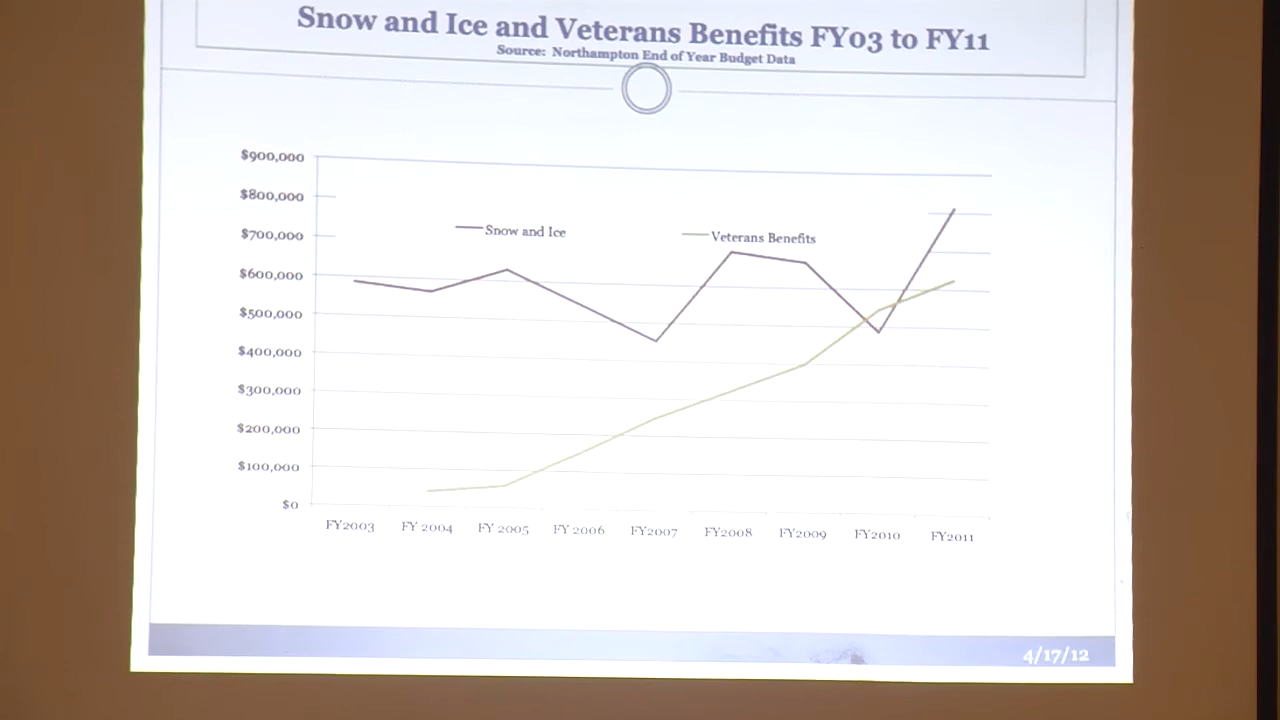 Snow and Ice and Veterans Benefits FY03 to FY11
Source: Northampton End of Year Budget Data
$900,000
$800,000
$700,000
$600,000
$500,000
$400,000
$300,000
$200,000
$100,000
$0
Snow and Ice
Veterans Benefits
FY2003 FY 2004 FY 2005 FY 2006 FY2007 FY2008 FY2009 FY2010 FY2011
4/17/12